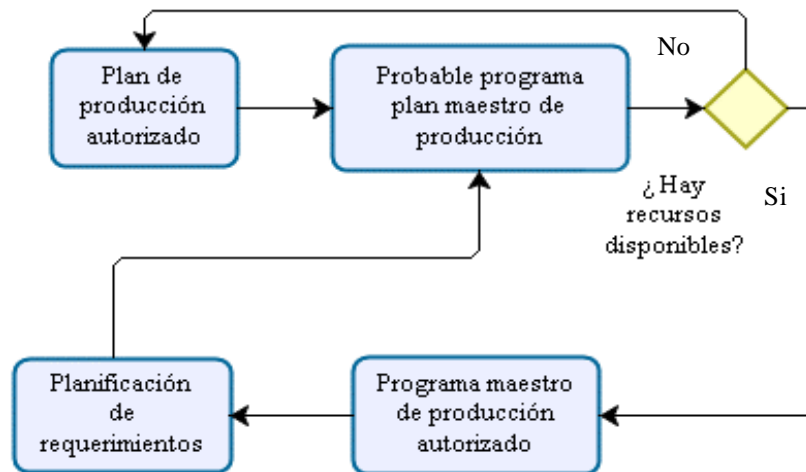 Plan de
producción
autorizado
Probable programa
plan maestro de
producción
No
¿Hay
recursos
disponibles?
Si
Planificación
de
requerimientos
Programa maestro
de producción
autorizado